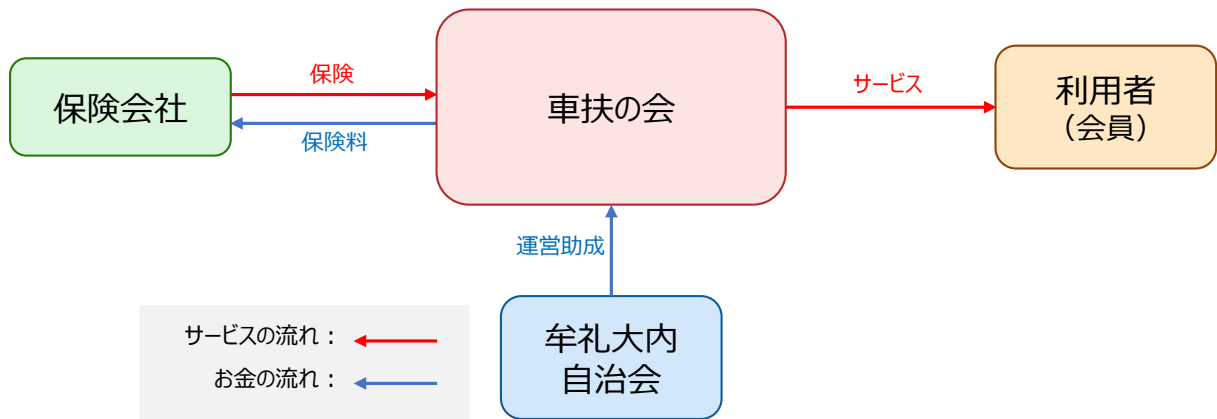 保険会社
保険
保険料
車扶の会
サービス
利用者
（会員）
運営助成
牟礼大内
自治会
サービスの流れ：
お金の流れ：